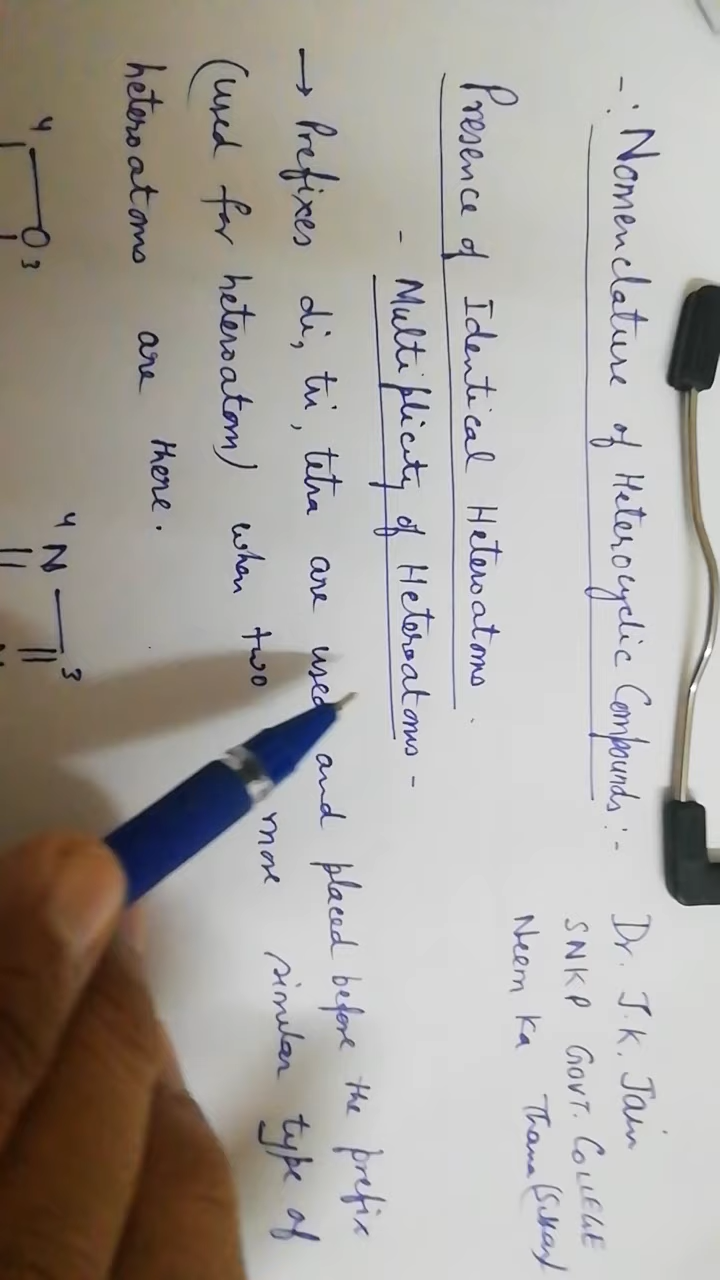 -: Nomenclature of Heterocyclic Compounds:-
Dr. J.K. Jain
SNKP GOVT. COLLEGE
Neem Ka Thana (Sikar)
Presence of Identical Heteroatoms.
- Multiplicity of Heteroatoms -
→ Prefixes di, tri, tetra are used and placed before the prefix
(used for heteroatom) when two more similar type of
heteroatoms are there.
4 O3
4 N 3